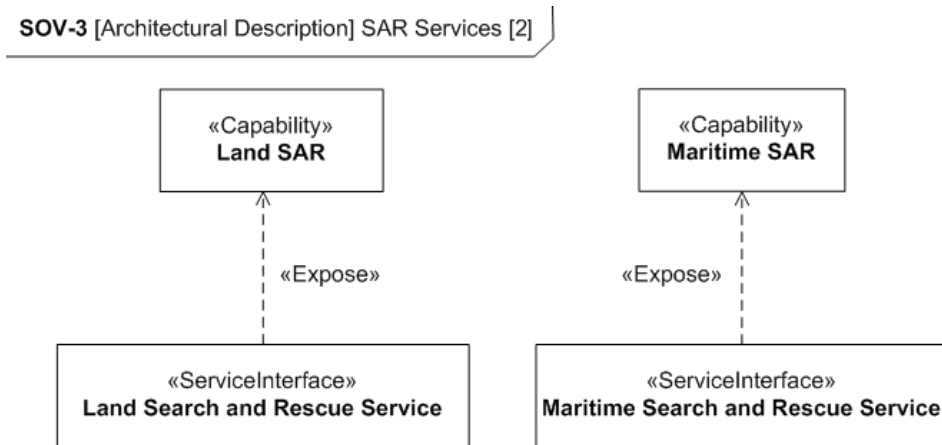 SOV-3 [Architectural Description] SAR Services [2]
«Capability»
Land SAR
«Capability»
Maritime SAR
«Expose»
«Expose»
«ServiceInterface»
Land Search and Rescue Service
«ServiceInterface»
Maritime Search and Rescue Service